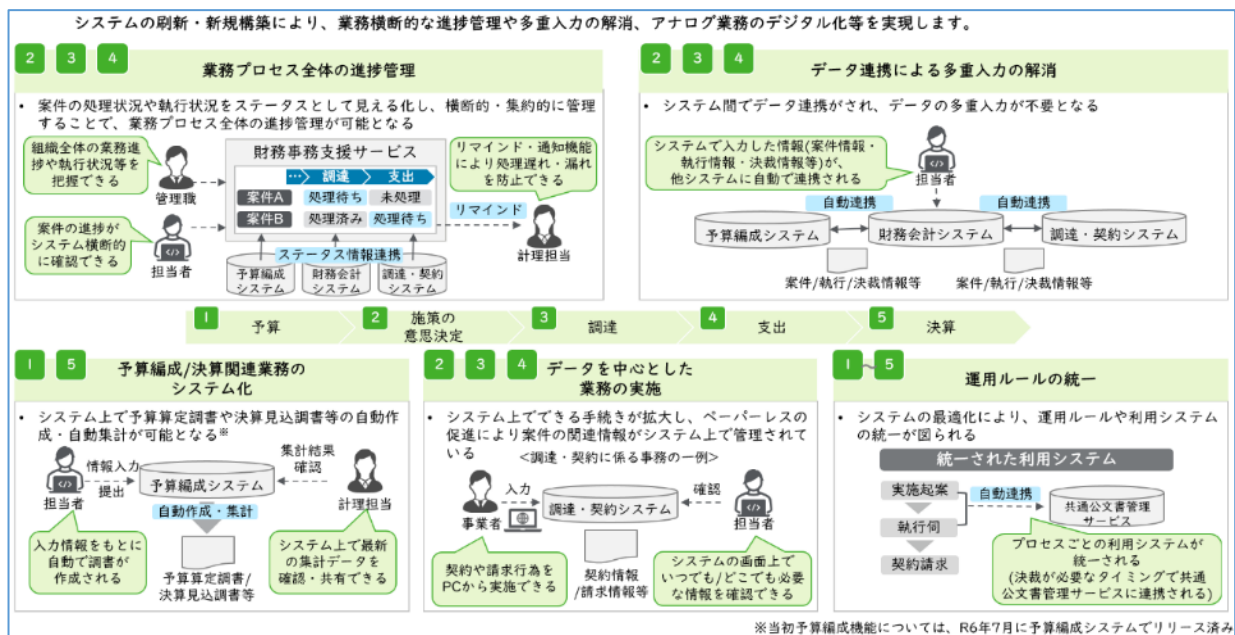 システムの刷新・新規構築により、業務横断的な進捗管理や多重入力の解消、アナログ業務のデジタル化等を実現します。
2 3 4
業務プロセス全体の進捗管理
• 案件の処理状況や執行状況をステータスとして見える化し、横断的・集約的に管理
することで、業務プロセス全体の進捗管理が可能となる
組織全体の業務進
捗や執行状況等を
把握できる
管理職
案件の進捗が
システム横断的
に確認できる
担当者
財務事務支援サービス
… 調達 支出
案件A 処理待ち 未処理
案件B 処理済み 処理待ち
ステータス情報連携
予算編成
システム
財務会計
システム
調達・契約
システム
リマインド・通知機能
により処理遅れ・漏れ
を防止できる
リマインド
計理担当
2 3 4
データ連携による多重入力の解消
• システム間でデータ連携がされ、データの多重入力が不要となる
システムで入力した情報(案件情報・
執行情報・決裁情報等)が、
他システムに自動で連携される
担当者
自動連携 自動連携
予算編成システム 財務会計システム 調達・契約システム
案件/執行/決裁情報等 案件/執行/決裁情報等
1 予算
2 施策の
意思決定
3 調達
4 支出
5 決算
1 5
予算編成/決算関連業務の
システム化
• システム上で予算算定調書や決算見込調書等の自動作
成・自動集計が可能となる※
担当者
情報入力
提出
予算編成システム
集計結果
確認
計理担当
自動作成・集計
入力情報をもとに
自動で調書が
作成される
予算算定調書/
決算見込調書等
システム上で最新
の集計データを
確認・共有できる
2 3 4
データを中心とした
業務の実施
• システム上でできる手続きが拡大し、ペーパーレスの
促進により案件の関連情報がシステム上で管理されて
いる
<調達・契約に係る事務の一例>
事業者
入力
調達・契約システム
確認
担当者
契約や請求行為を
PCから実施できる
契約情報
/請求情報等
システムの画面上で
いつでも/どこでも必要
な情報を確認できる
1~5
運用ルールの統一
• システムの最適化により、運用ルールや利用システム
の統一が図られる
統一された利用システム
実施起案
執行伺
契約請求
自動連携
共通公文書管理
サービス
プロセスごとの利用システムが
統一される
(決裁が必要なタイミングで共通
公文書管理サービスに連携される)
※当初予算編成機能については、R6年7月に予算編成システムでリリース済み